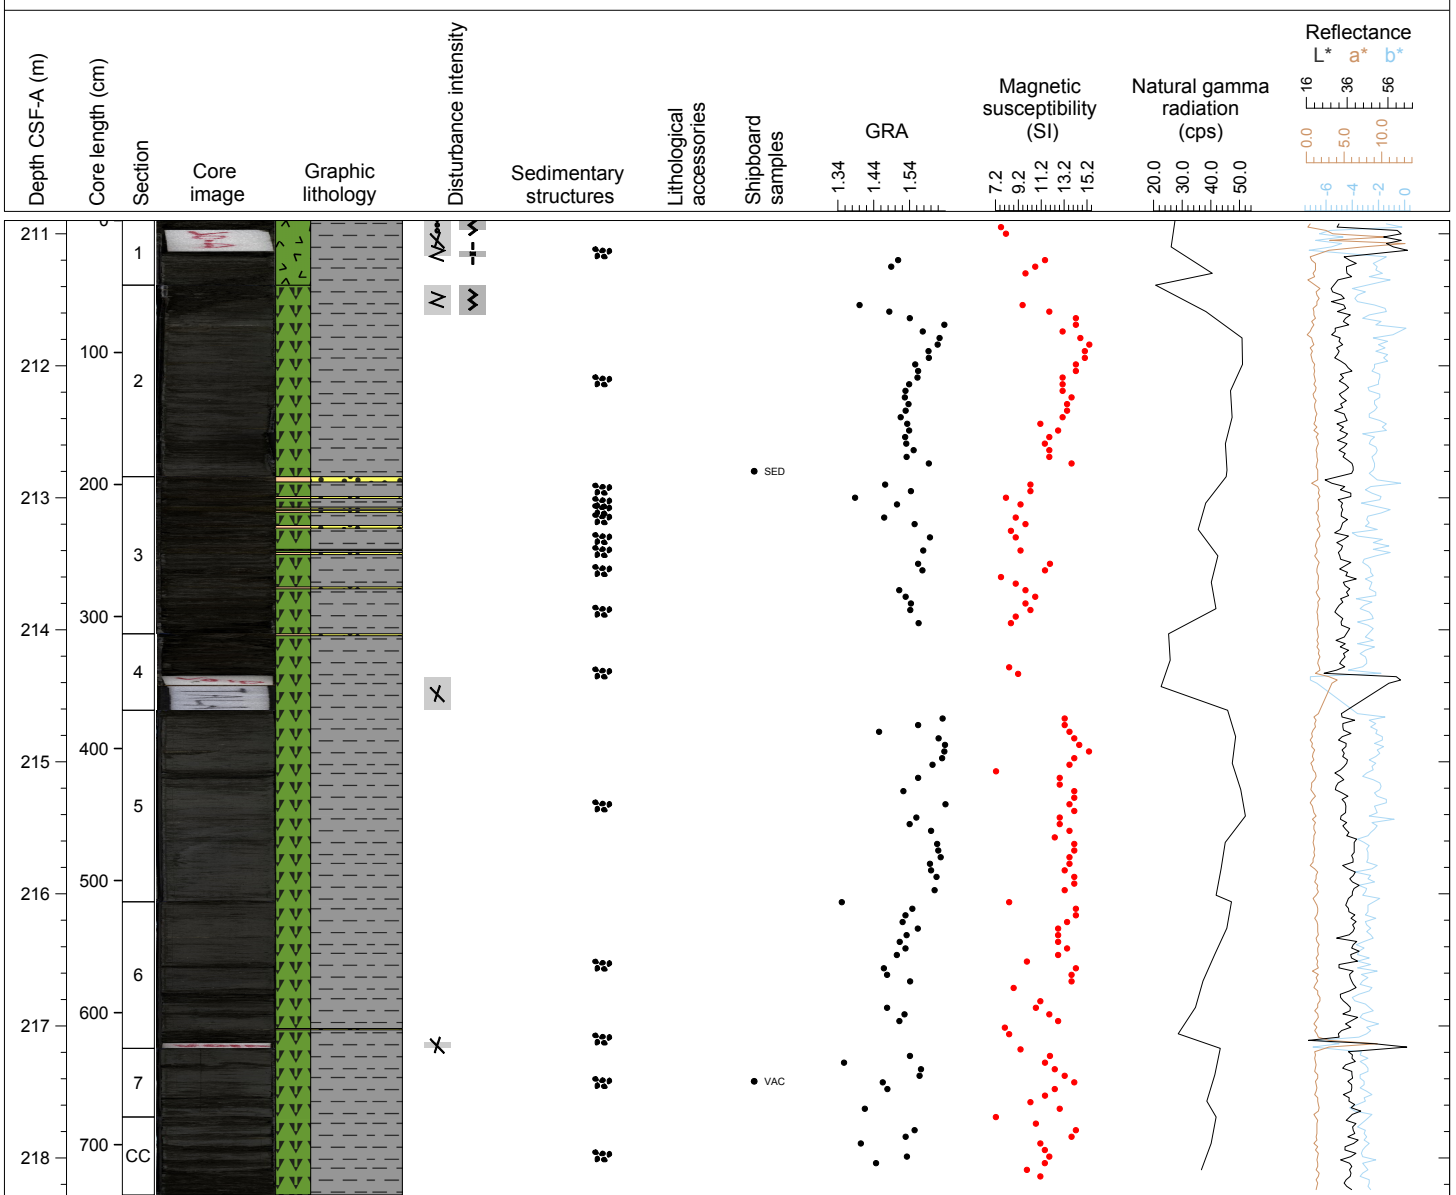 Depth CSF-A (m)
Core length (cm)
Section
Core
image
Graphic
lithology
Disturbance intensity
Sedimentary
structures
Lithological
accessories
Shipboard
samples
GRA
1.34 1.44 1.54
Magnetic
susceptibility
(SI)
7.2 9.2 11.2 13.2 15.2
Natural gamma
radiation
(cps)
20.0 30.0 40.0 50.0
Reflectance
L* a* b*
16 36 56
0.0 5.0 10.0
-6 -4 -2 0
0
211
1
100
212
2
SED
200
213
3
300
214
4
400
215
5
500
216
6
600
217
7
VAC
700
218
CC